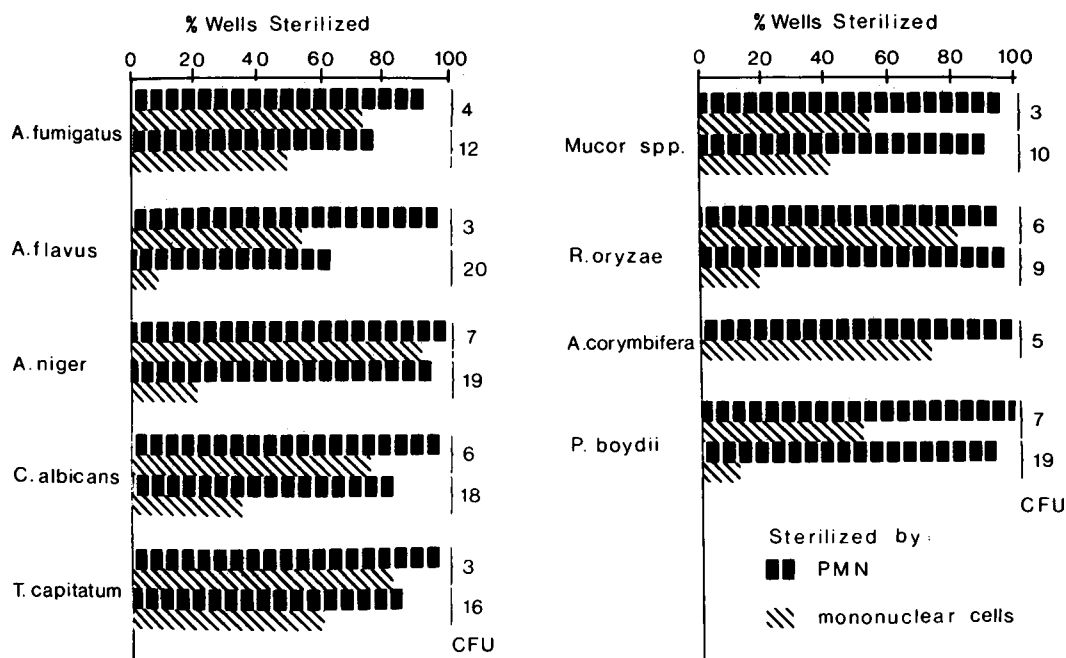 % Wells Sterilized
0 20 40 60 80 100
A. fumigatus
4
12
A. flavus
3
20
A. niger
7
19
C. albicans
6
18
T. capitatum
3
16
CFU
% Wells Sterilized
0 20 40 60 80 100
Mucor spp.
3
10
R. oryzae
6
9
A. corymbifera
5
P. boydii
7
19
CFU
Sterilized by:
PMN
mononuclear cells